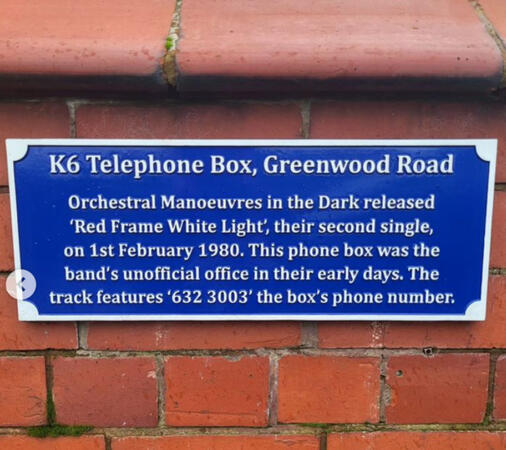 K6 Telephone Box, Greenwood Road
Orchestral Manoeuvres in the Dark released
‘Red Frame White Light’, their second single,
on 1st February 1980. This phone box was the
band’s unofficial office in their early days. The
track features ‘632 3003’ the box’s phone number.